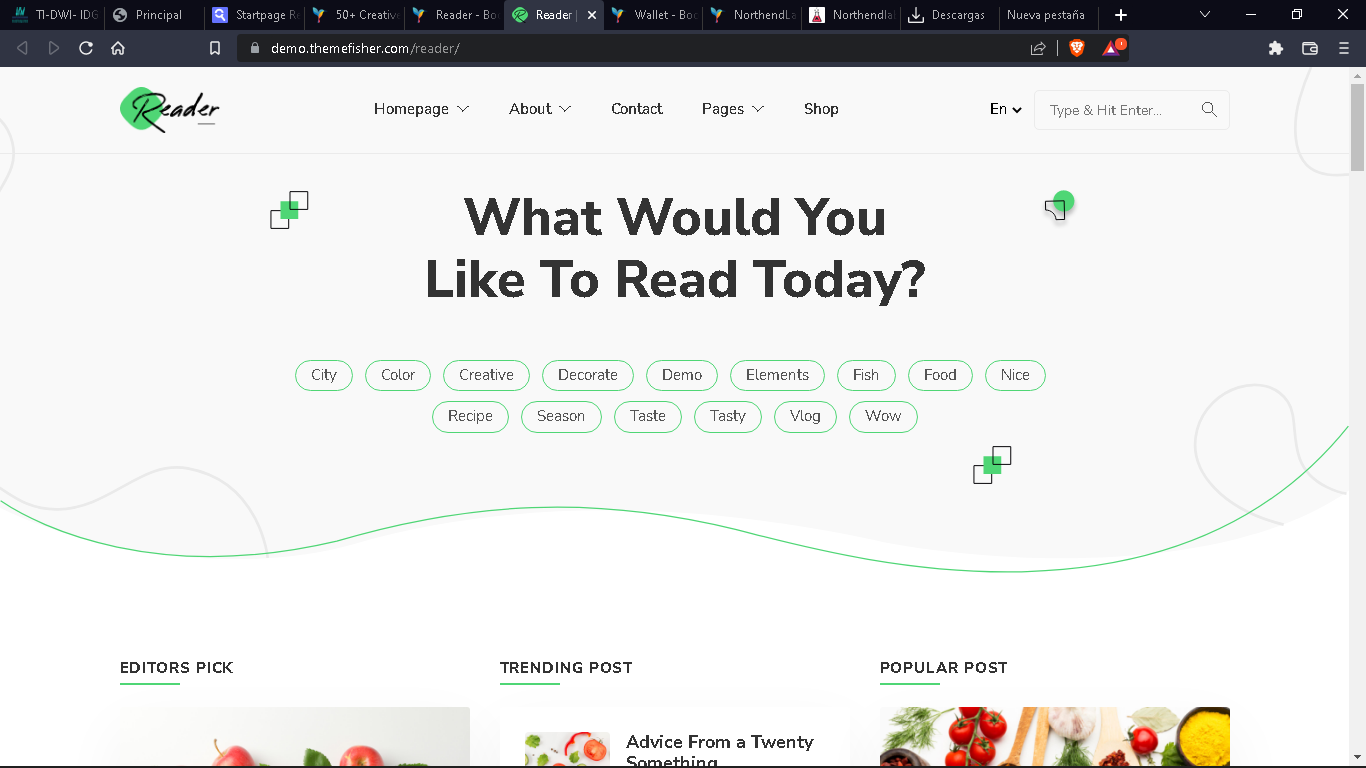 TI-DWI- IDG
Principal
Startpage Re
50+ Creative
Reader - Boo
Reader |
Wallet - Boo
NorthendLa
Northendla
Descargas
Nueva pestaña
demo.themefisher.com/reader/
Reader
Homepage
About
Contact
Pages
Shop
En
Type & Hit Enter...
What Would You
Like To Read Today?
City Color Creative Decorate Demo Elements Fish Food Nice
Recipe Season Taste Tasty Vlog Wow
EDITORS PICK
TRENDING POST
POPULAR POST
Advice From a Twenty
Something